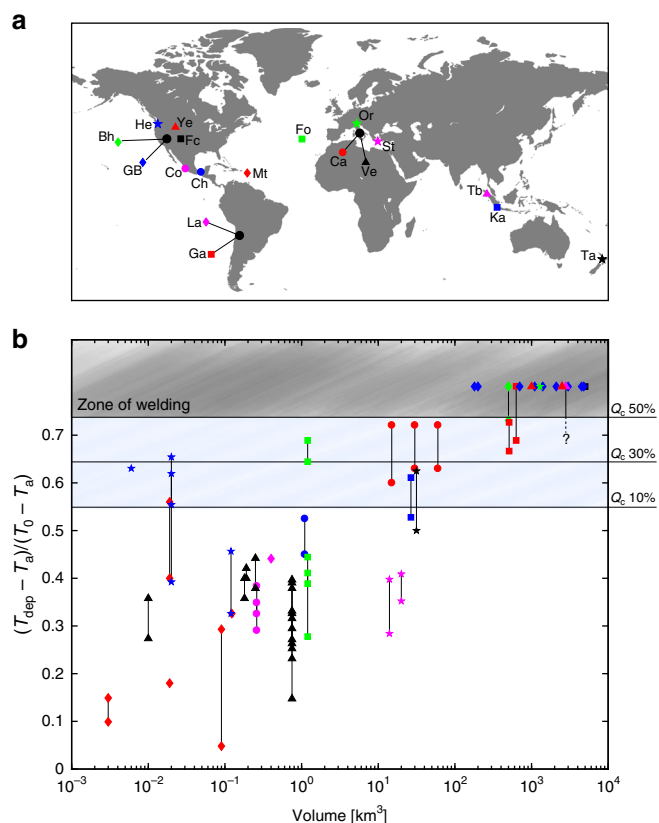 a
He
Ye
Bh
Fc
GB
Co
Ch
Mt
Fo
Or
St
Ca
Ve
La
Ga
Tb
Ka
Ta
b
Zone of welding
Qc 50%
Qc 30%
Qc 10%
?
0.7
0.6
0.5
0.4
0.3
0.2
0.1
0
(Tdep – Ta)/(T0 – Ta)
10⁻³ 10⁻² 10⁻¹ 10⁰ 10¹ 10² 10³ 10⁴
Volume [km³]